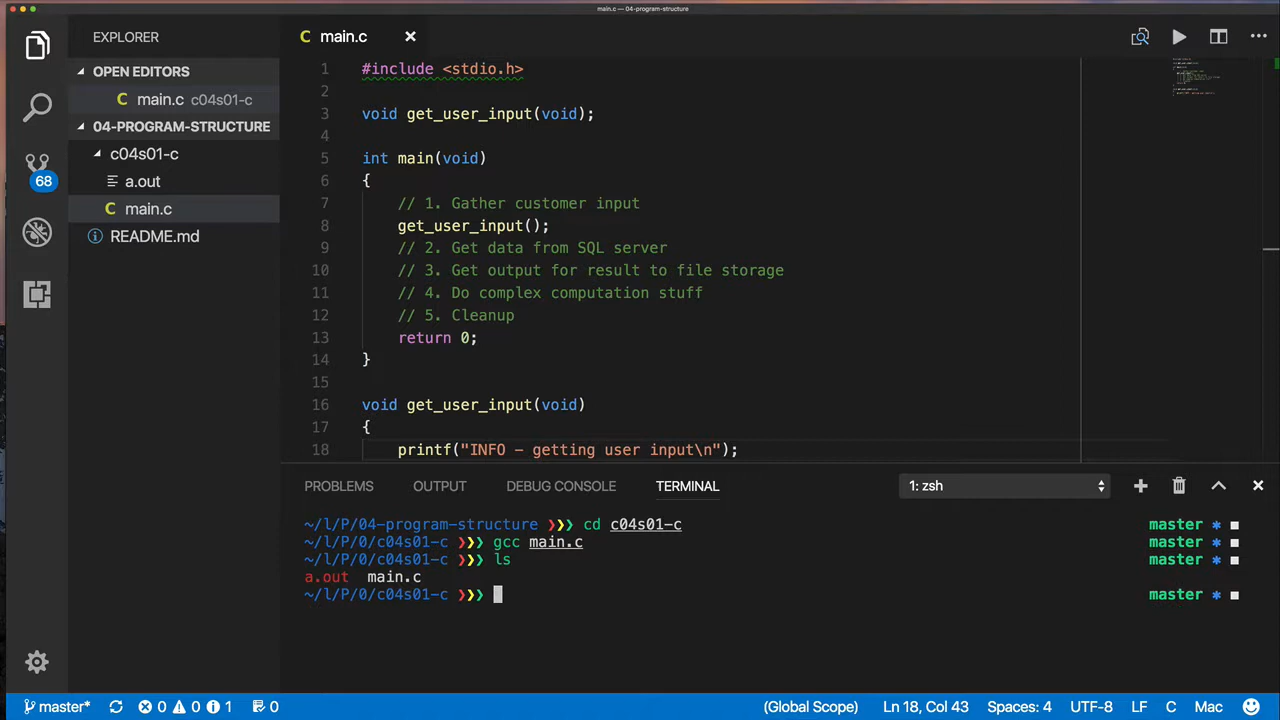 main.c — 04-program-structure
EXPLORER
OPEN EDITORS
main.c c04s01-c
04-PROGRAM-STRUCTURE
c04s01-c
a.out
C main.c
README.md
68
C main.c
1 #include <stdio.h>
2
3 void get_user_input(void);
4
5 int main(void)
6 {
7 // 1. Gather customer input
8 get_user_input();
9 // 2. Get data from SQL server
10 // 3. Get output for result to file storage
11 // 4. Do complex computation stuff
12 // 5. Cleanup
13 return 0;
14 }
15
16 void get_user_input(void)
17 {
18 printf("INFO – getting user input\n");
PROBLEMS OUTPUT DEBUG CONSOLE TERMINAL 1: zsh
~/l/P/04-program-structure ❯❯❯ cd c04s01-c master *
~/l/P/0/c04s01-c ❯❯❯ gcc main.c master *
~/l/P/0/c04s01-c ❯❯❯ ls master *
a.out main.c
~/l/P/0/c04s01-c ❯❯❯ master *
master* 0 0 1 0 (Global Scope) Ln 18, Col 43 Spaces: 4 UTF-8 LF C Mac